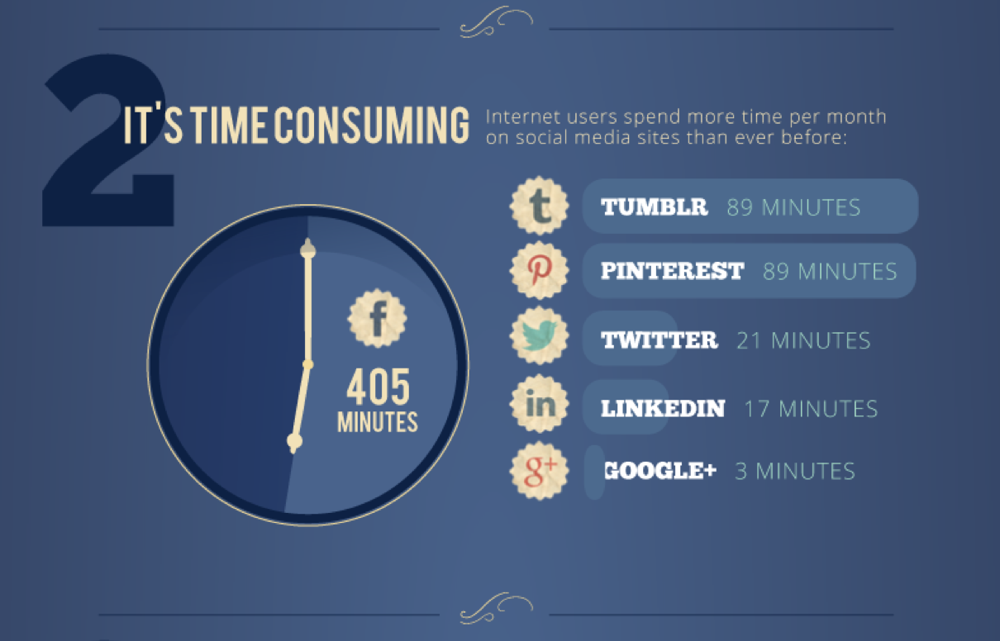 2
IT'S TIME CONSUMING
Internet users spend more time per month
on social media sites than ever before:
f
405
MINUTES
t
TUMBLR 89 MINUTES
PINTEREST 89 MINUTES
TWITTER 21 MINUTES
in
LINKEDIN 17 MINUTES
g+
GOOGLE+ 3 MINUTES